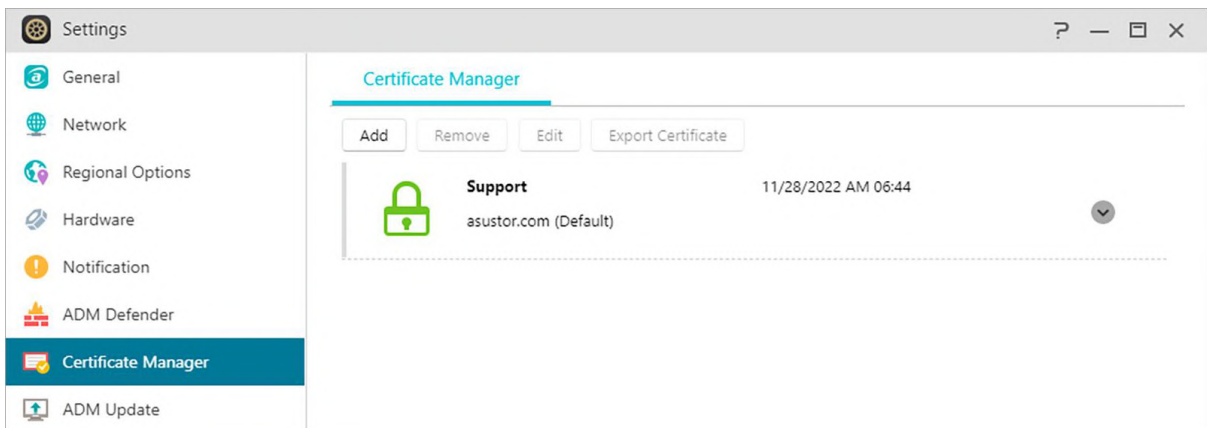 Settings
General
Network
Regional Options
Hardware
Notification
ADM Defender
Certificate Manager
ADM Update
Certificate Manager
Add Remove Edit Export Certificate
Support 11/28/2022 AM 06:44
asustor.com (Default)